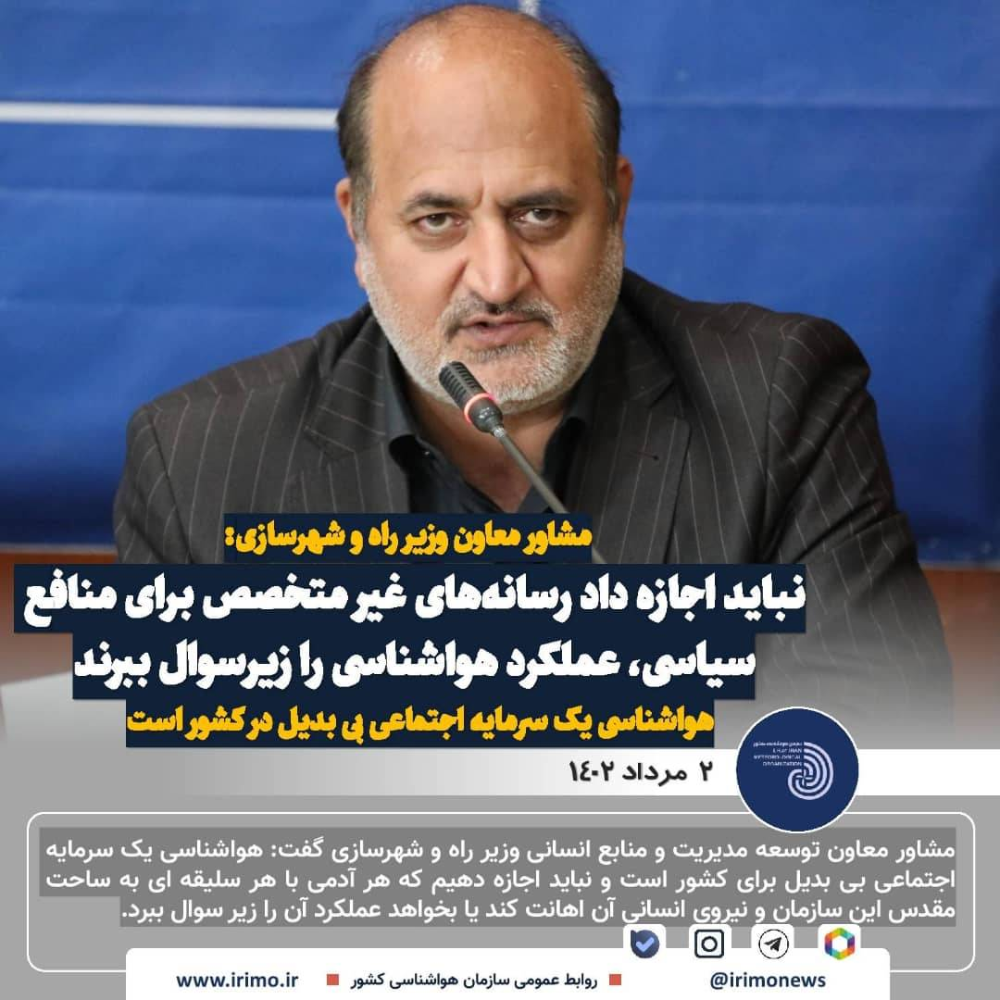 مشاور معاون وزیر راه و شهرسازی:
نباید اجازه داد رسانه‌های غیر متخصص برای منافع
سیاسی، عملکرد هواشناسی را زیرسوال ببرند
هواشناسی یک سرمایه اجتماعی بی بدیل در کشور است
۲ مرداد ۱٤۰۲
METEOROLOGICAL
ORGANIZATION
مشاور معاون توسعه مدیریت و منابع انسانی وزیر راه و شهرسازی گفت: هواشناسی یک سرمایه
اجتماعی بی بدیل برای کشور است و نباید اجازه دهیم که هر آدمی با هر سلیقه ای به ساحت
مقدس این سازمان و نیروی انسانی آن اهانت کند یا بخواهد عملکرد آن را زیر سوال ببرد.
www.irimo.ir ■ روابط عمومی سازمان هواشناسی کشور ■ @irimonews